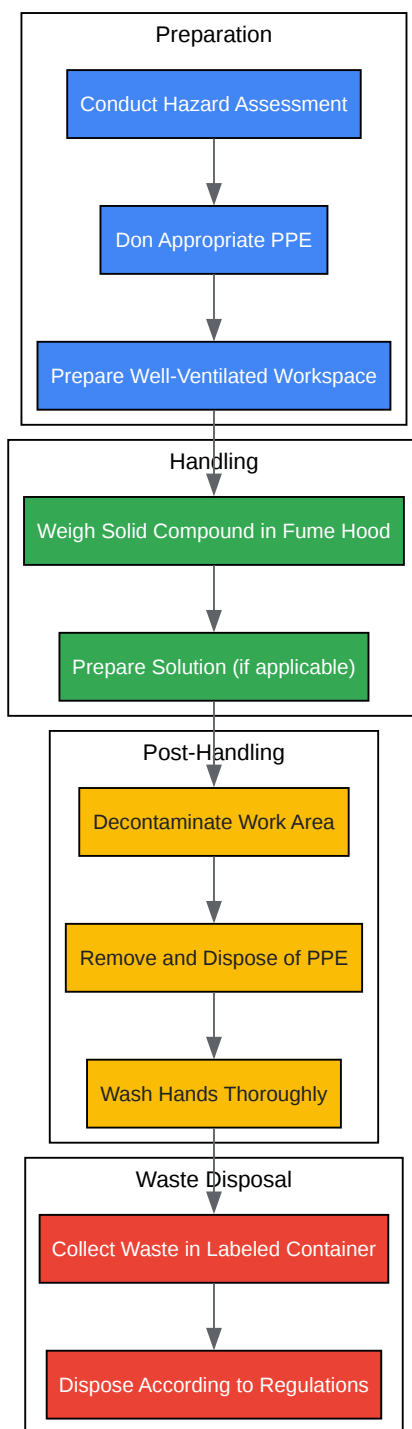 Preparation
Conduct Hazard Assessment
Don Appropriate PPE
Prepare Well-Ventilated Workspace
Handling
Weigh Solid Compound in Fume Hood
Prepare Solution (if applicable)
Post-Handling
Decontaminate Work Area
Remove and Dispose of PPE
Wash Hands Thoroughly
Waste Disposal
Collect Waste in Labeled Container
Dispose According to Regulations